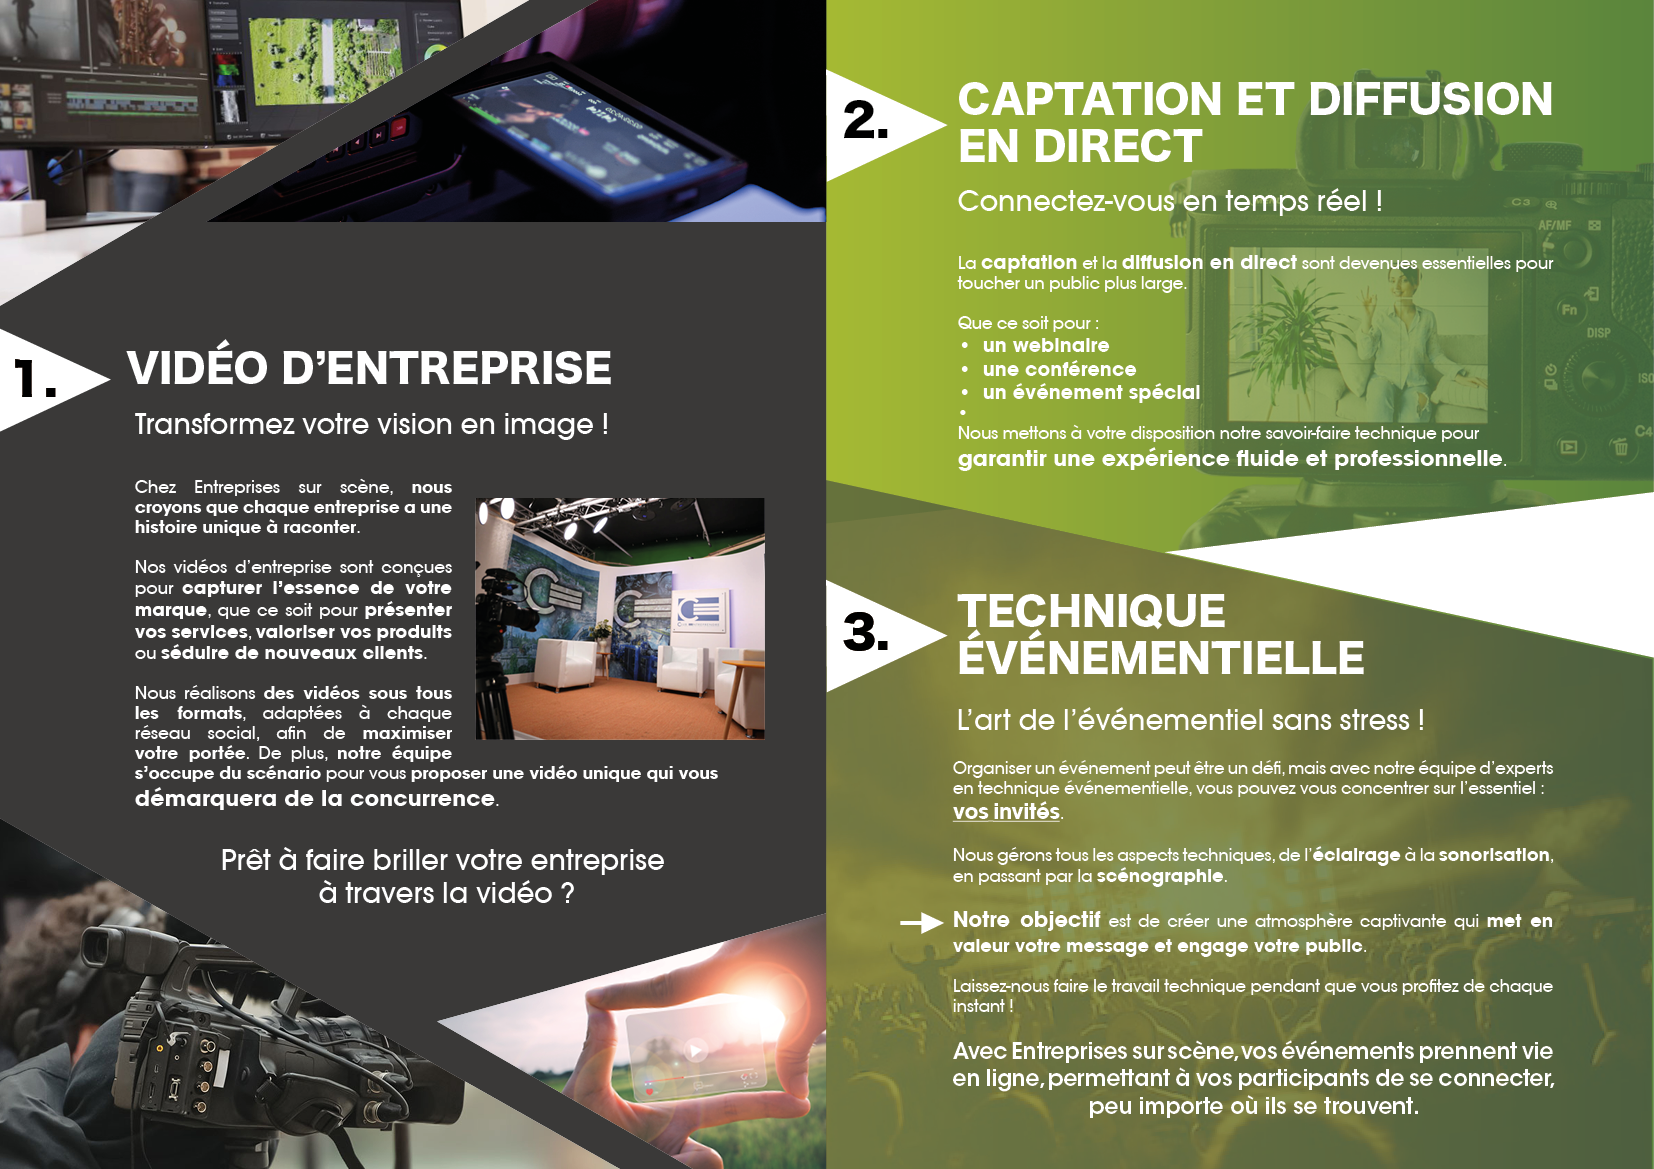 1.
VIDÉO D’ENTREPRISE
Transformez votre vision en image !
Chez Entreprises sur scène, nous
croyons que chaque entreprise a une
histoire unique à raconter.
Nos vidéos d’entreprise sont conçues
pour capturer l’essence de votre
marque, que ce soit pour présenter
vos services, valoriser vos produits
ou séduire de nouveaux clients.
Nous réalisons des vidéos sous tous
les formats, adaptées à chaque
réseau social, afin de maximiser
votre portée. De plus, notre équipe
s’occupe du scénario pour vous proposer une vidéo unique qui vous
démarquera de la concurrence.
Prêt à faire briller votre entreprise
à travers la vidéo ?
2.
CAPTATION ET DIFFUSION
EN DIRECT
Connectez-vous en temps réel !
La captation et la diffusion en direct sont devenues essentielles pour
toucher un public plus large.
Que ce soit pour :
• un webinaire
• une conférence
• un événement spécial
•
Nous mettons à votre disposition notre savoir-faire technique pour
garantir une expérience fluide et professionnelle.
C3
AF/MF
Fn
DISP
ISO
C4
3.
TECHNIQUE
ÉVÉNEMENTIELLE
L’art de l’événementiel sans stress !
Organiser un événement peut être un défi, mais avec notre équipe d’experts
en technique événementielle, vous pouvez vous concentrer sur l’essentiel :
vos invités.
Nous gérons tous les aspects techniques, de l’éclairage à la sonorisation,
en passant par la scénographie.
Notre objectif est de créer une atmosphère captivante qui met en
valeur votre message et engage votre public.
Laissez-nous faire le travail technique pendant que vous profitez de chaque
instant !
Avec Entreprises sur scène, vos événements prennent vie
en ligne, permettant à vos participants de se connecter,
peu importe où ils se trouvent.